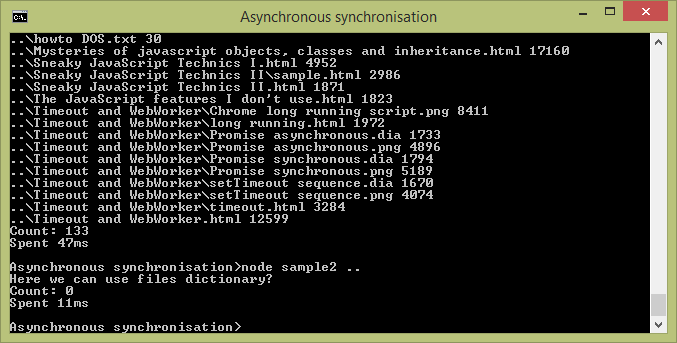 Asynchronous synchronisation
C:\.
..\howto DOS.txt 30
..\Mysteries of javascript objects, classes and inheritance.html 17160
..\Sneaky JavaScript Technics I.html 4952
..\Sneaky JavaScript Technics II\sample.html 2986
..\Sneaky JavaScript Technics II.html 1871
..\The JavaScript features I don't use.html 1823
..\Timeout and WebWorker\Chrome long running script.png 8411
..\Timeout and WebWorker\long running.html 1972
..\Timeout and WebWorker\Promise asynchronous.dia 1733
..\Timeout and WebWorker\Promise asynchronous.png 4896
..\Timeout and WebWorker\Promise synchronous.dia 1794
..\Timeout and WebWorker\Promise synchronous.png 5189
..\Timeout and WebWorker\setTimeout sequence.dia 1670
..\Timeout and WebWorker\setTimeout sequence.png 4074
..\Timeout and WebWorker\timeout.html 3284
..\Timeout and WebWorker.html 12599
Count: 133
Spent 47ms
Asynchronous synchronisation>node sample2 ..
Here we can use files dictionary?
Count: 0
Spent 11ms
Asynchronous synchronisation>